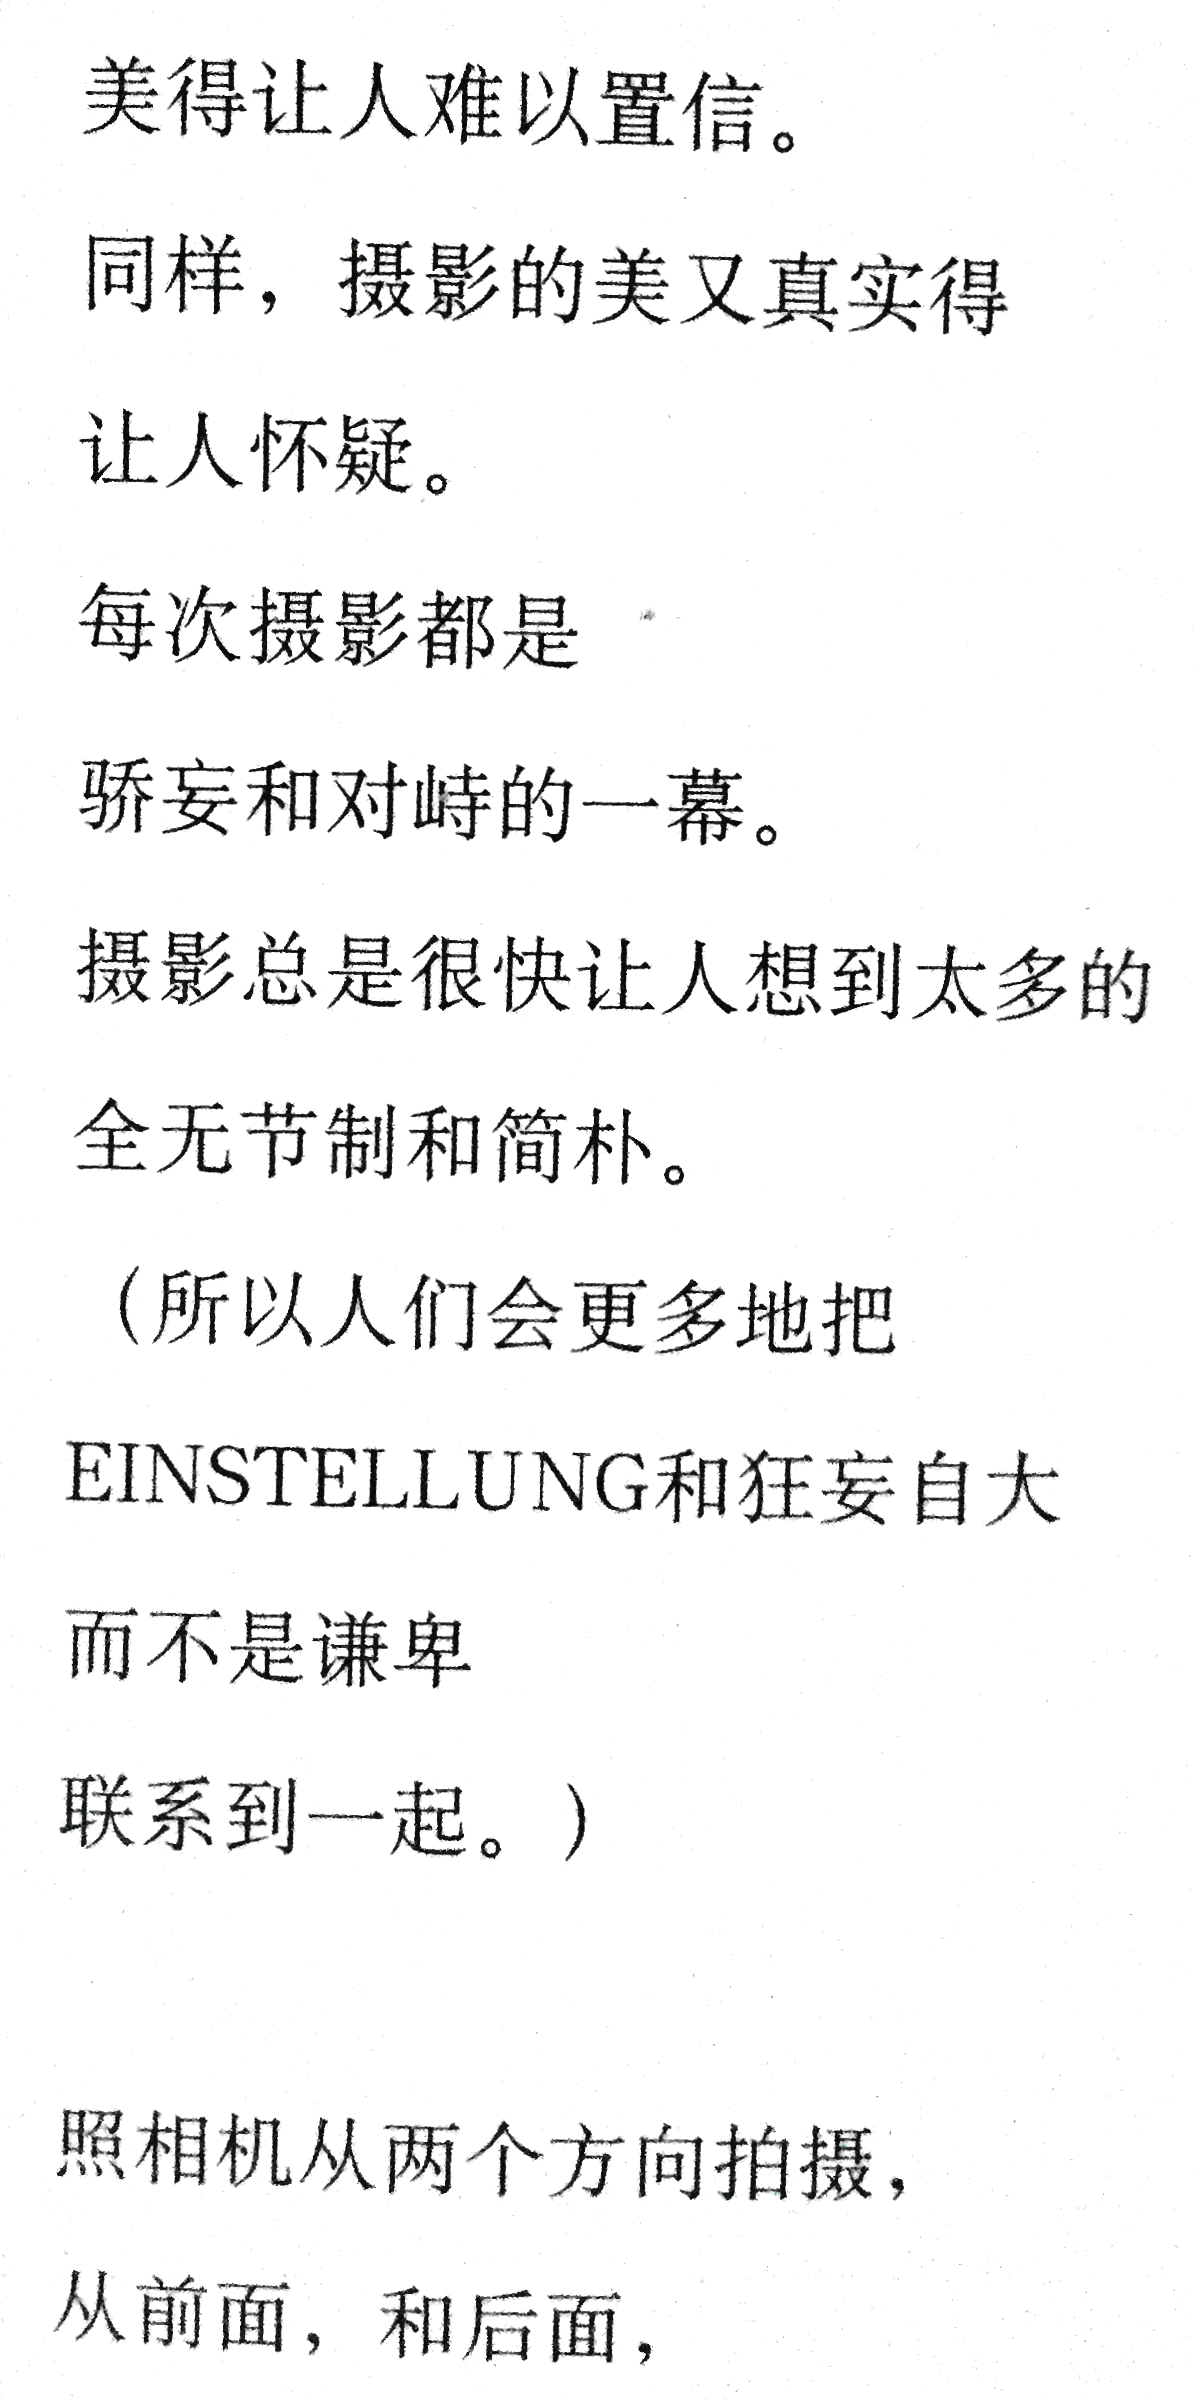 美得让人难以置信。
同样，摄影的美又真实得
让人怀疑。
每次摄影都是
骄妄和对峙的一幕。
摄影总是很快让人想到太多的
全无节制和简朴。
（所以人们会更多地把
EINSTELLUNG和狂妄自大
而不是谦卑
联系到一起。）
照相机从两个方向拍摄，
从前面，和后面，